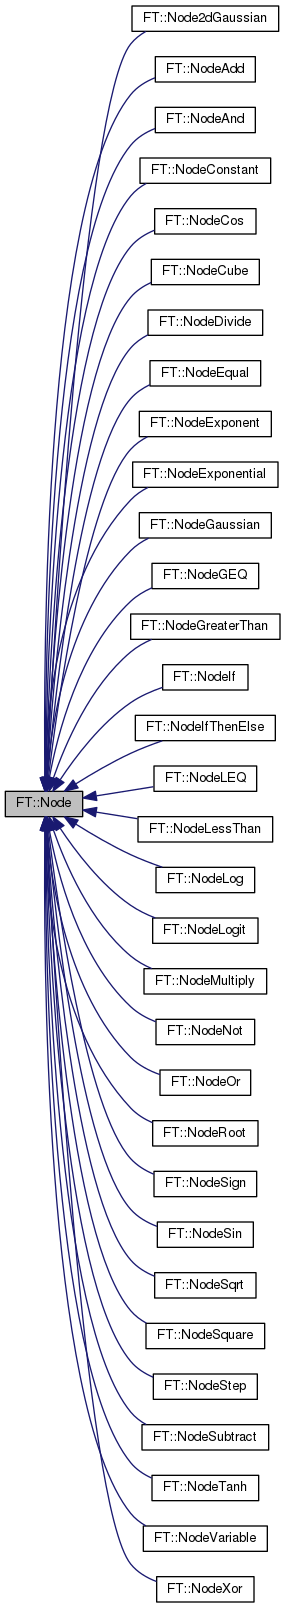 FT::Node2dGaussian
FT::NodeAdd
FT::NodeAnd
FT::NodeConstant
FT::NodeCos
FT::NodeCube
FT::NodeDivide
FT::NodeEqual
FT::NodeExponent
FT::NodeExponential
FT::NodeGaussian
FT::NodeGEQ
FT::NodeGreaterThan
FT::NodeIf
FT::NodeIfThenElse
FT::NodeLEQ
FT::Node
FT::NodeLessThan
FT::NodeLog
FT::NodeLogit
FT::NodeMultiply
FT::NodeNot
FT::NodeOr
FT::NodeRoot
FT::NodeSign
FT::NodeSin
FT::NodeSqrt
FT::NodeSquare
FT::NodeStep
FT::NodeSubtract
FT::NodeTanh
FT::NodeVariable
FT::NodeXor